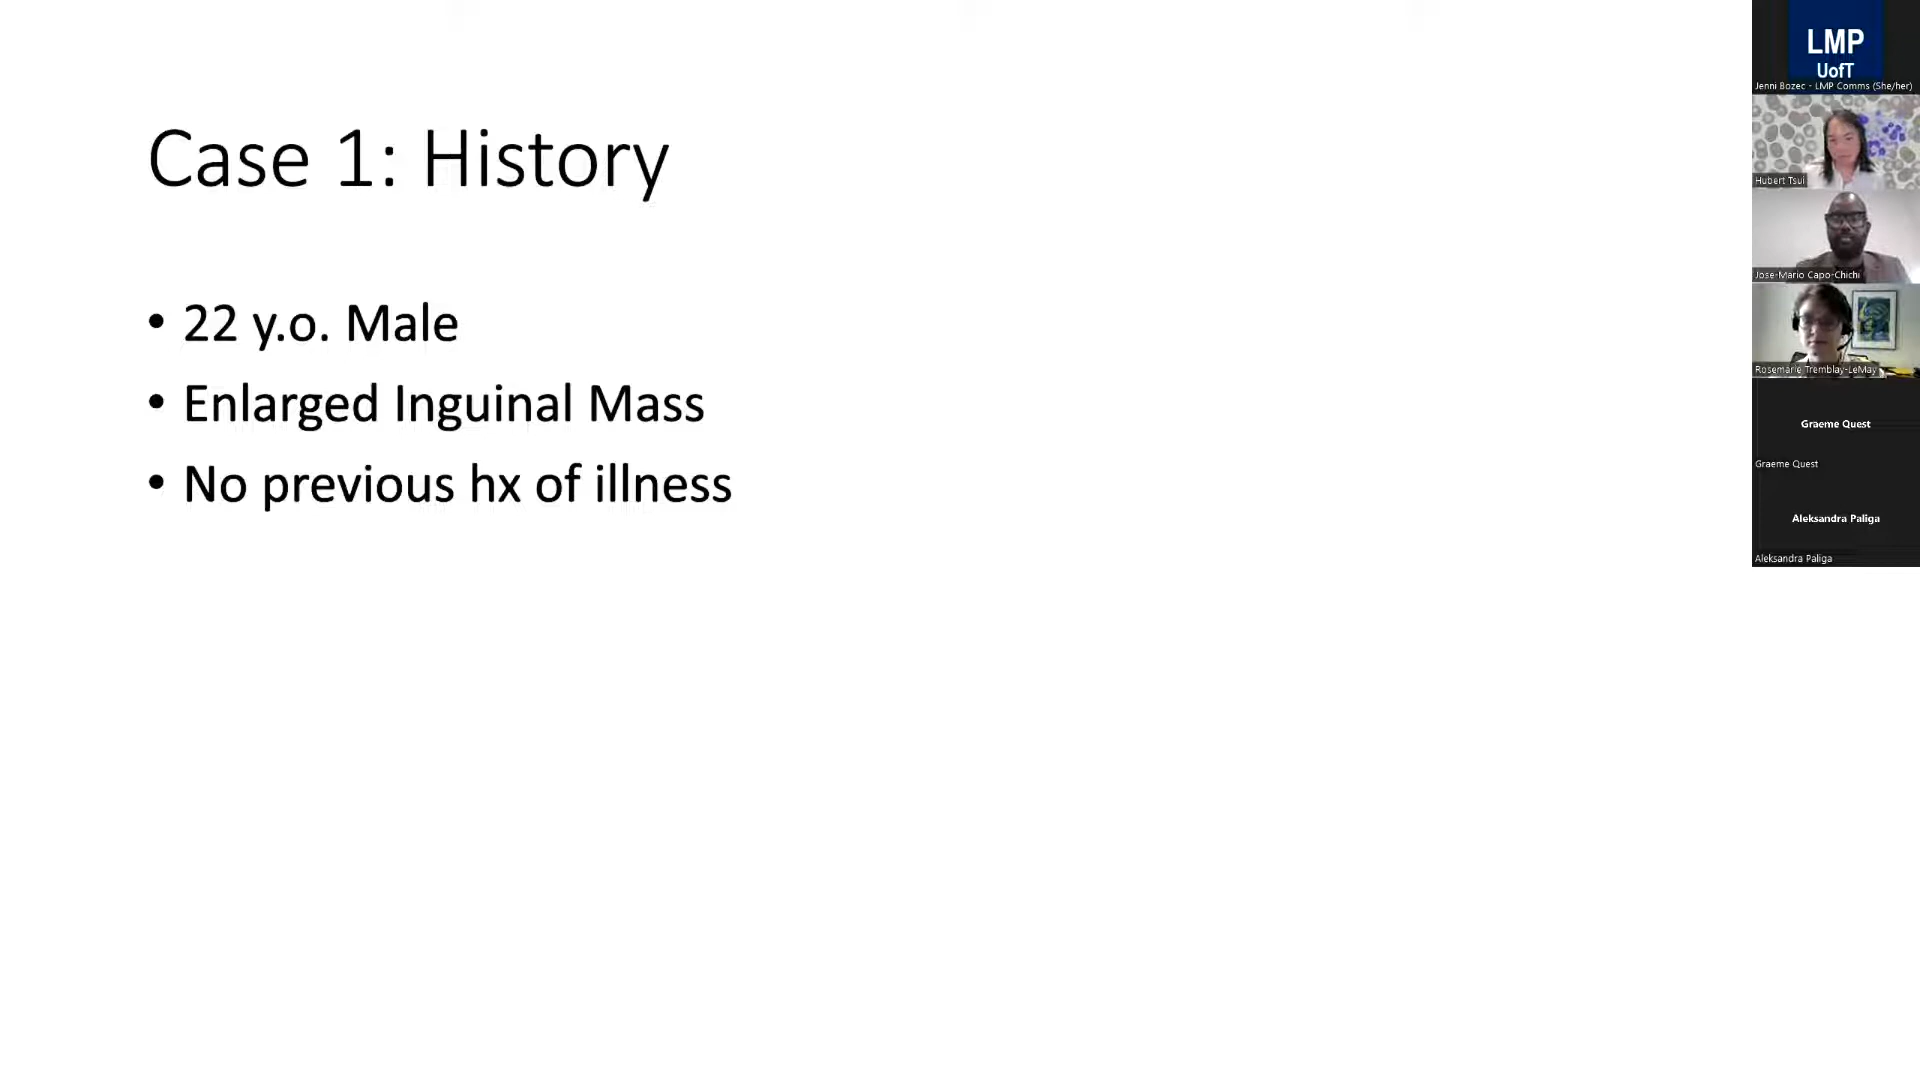 Case 1: History
• 22 y.o. Male
• Enlarged Inguinal Mass
• No previous hx of illness
LMP
UofT
Jenni Bozec - LMP Comms (She/her)
Hubert Tsui
Jose-Mario Capo-Chichi
Rosemarie Tremblay-LeMay
Graeme Quest
Graeme Quest
Aleksandra Paliga
Aleksandra Paliga